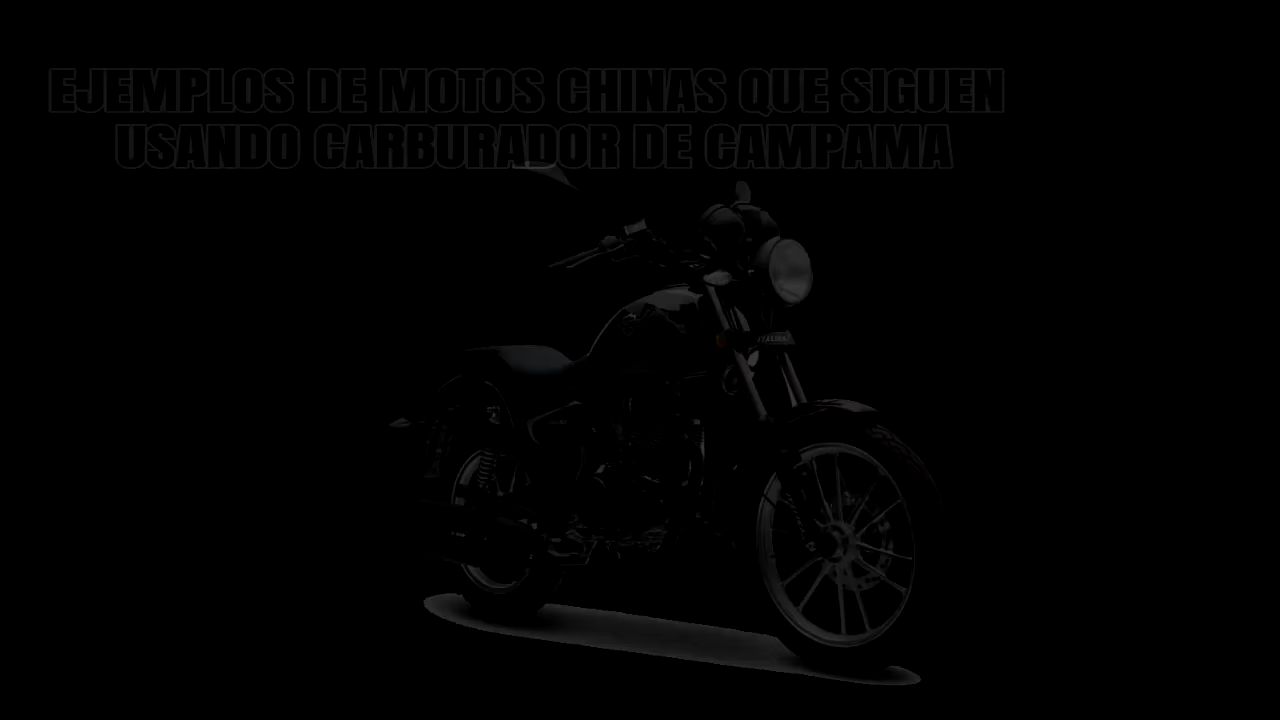 EJEMPLOS DE MOTOS CHINAS QUE SIGUEN
USANDO CARBURADOR DE CAMPAMA